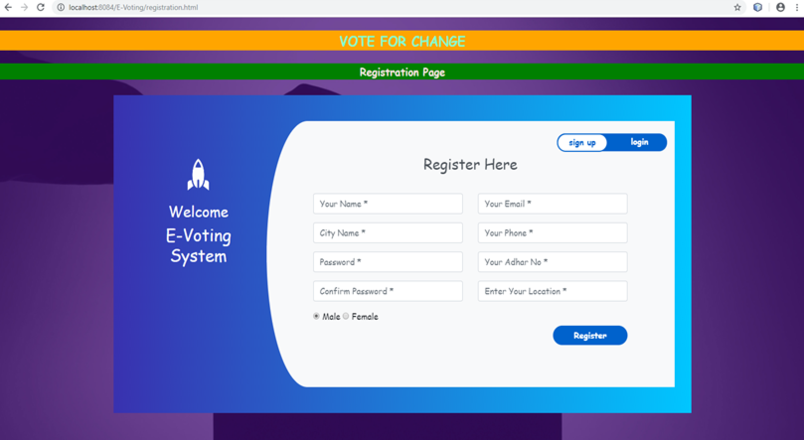 localhost:8084/E-Voting/registration.html
VOTE FOR CHANGE
Registration Page
sign up
login
Register Here
Welcome
E-Voting
System
Your Name *
Your Email *
City Name *
Your Phone *
Password *
Your Adhar No *
Confirm Password *
Enter Your Location *
Male Female
Register